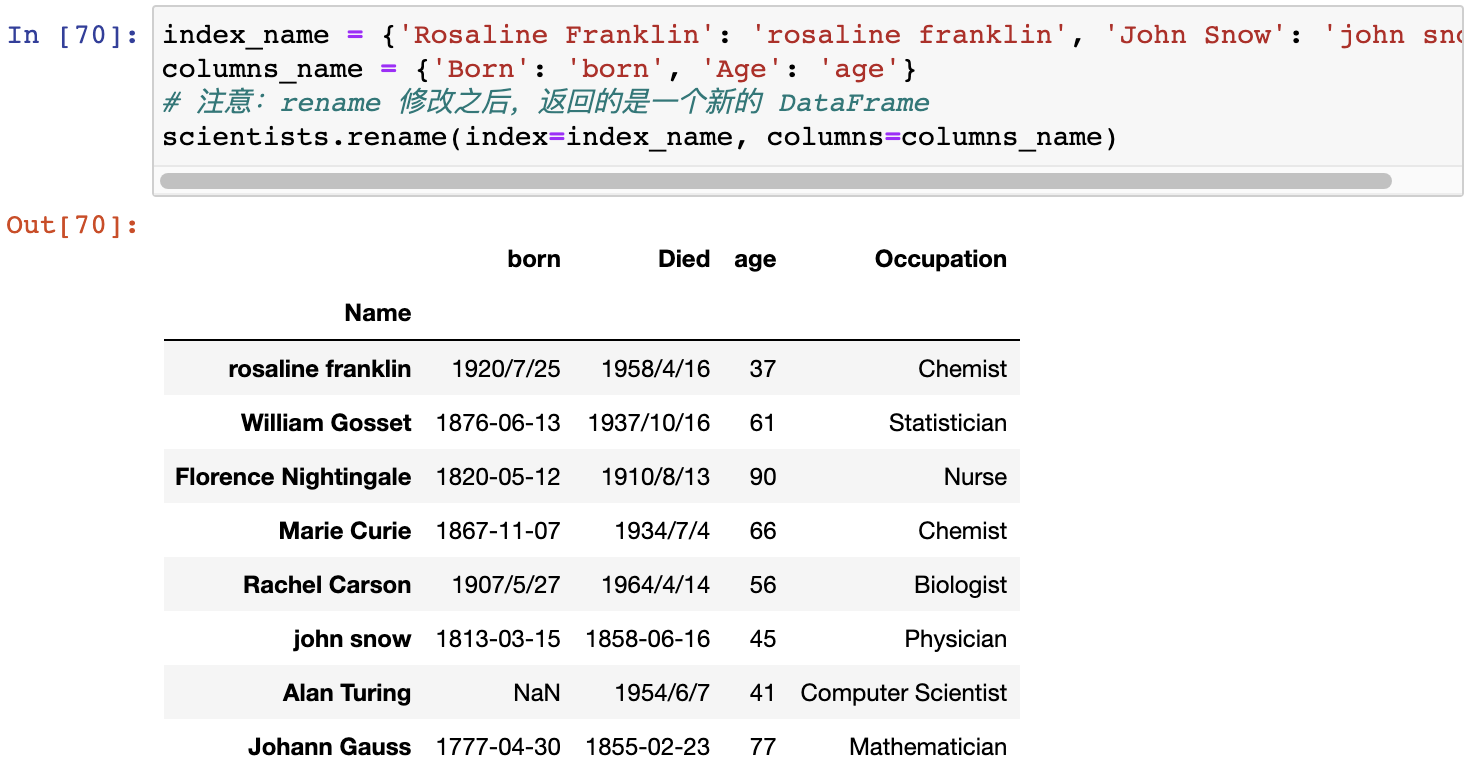 In [70]: index_name = {'Rosaline Franklin': 'rosaline franklin', 'John Snow': 'john
columns_name = {'Born': 'born', 'Age': 'age'}
# 注意：rename 修改之后，返回的是一个新的 DataFrame
scientists.rename(index=index_name, columns=columns_name)
Out[70]:
born Died age Occupation
Name
rosaline franklin 1920/7/25 1958/4/16 37 Chemist
William Gosset 1876-06-13 1937/10/16 61 Statistician
Florence Nightingale 1820-05-12 1910/8/13 90 Nurse
Marie Curie 1867-11-07 1934/7/4 66 Chemist
Rachel Carson 1907/5/27 1964/4/14 56 Biologist
john snow 1813-03-15 1858-06-16 45 Physician
Alan Turing NaN 1954/6/7 41 Computer Scientist
Johann Gauss 1777-04-30 1855-02-23 77 Mathematician